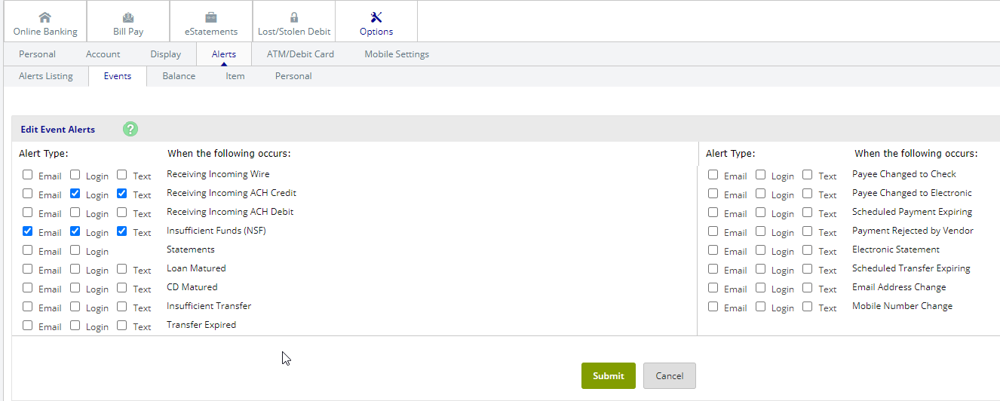 Online Banking Bill Pay eStatements Lost/Stolen Debit Options
Personal Account Display Alerts ATM/Debit Card Mobile Settings
Alerts Listing Events Balance Item Personal
Edit Event Alerts ?
Alert Type: When the following occurs: Alert Type: When the following occurs:
Email Login Text Receiving Incoming Wire Email Login Text Payee Changed to Check
Email Login Text Receiving Incoming ACH Credit Email Login Text Payee Changed to Electronic
Email Login Text Receiving Incoming ACH Debit Email Login Text Scheduled Payment Expiring
Email Login Text Insufficient Funds (NSF) Email Login Text Payment Rejected by Vendor
Email Login Statements Email Login Text Electronic Statement
Email Login Text Loan Matured Email Login Text Scheduled Transfer Expiring
Email Login Text CD Matured Email Login Text Email Address Change
Email Login Text Insufficient Transfer Email Login Text Mobile Number Change
Email Login Text Transfer Expired
Submit Cancel